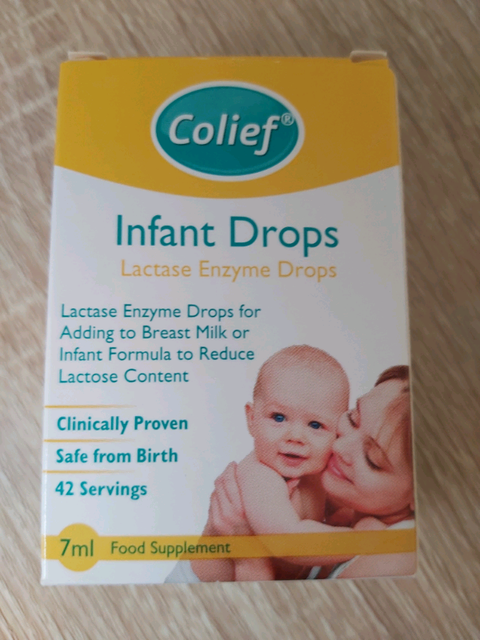 Colief®
Infant Drops
Lactase Enzyme Drops
Lactase Enzyme Drops for
Adding to Breast Milk or
Infant Formula to Reduce
Lactose Content
Clinically Proven
Safe from Birth
42 Servings
7ml Food Supplement